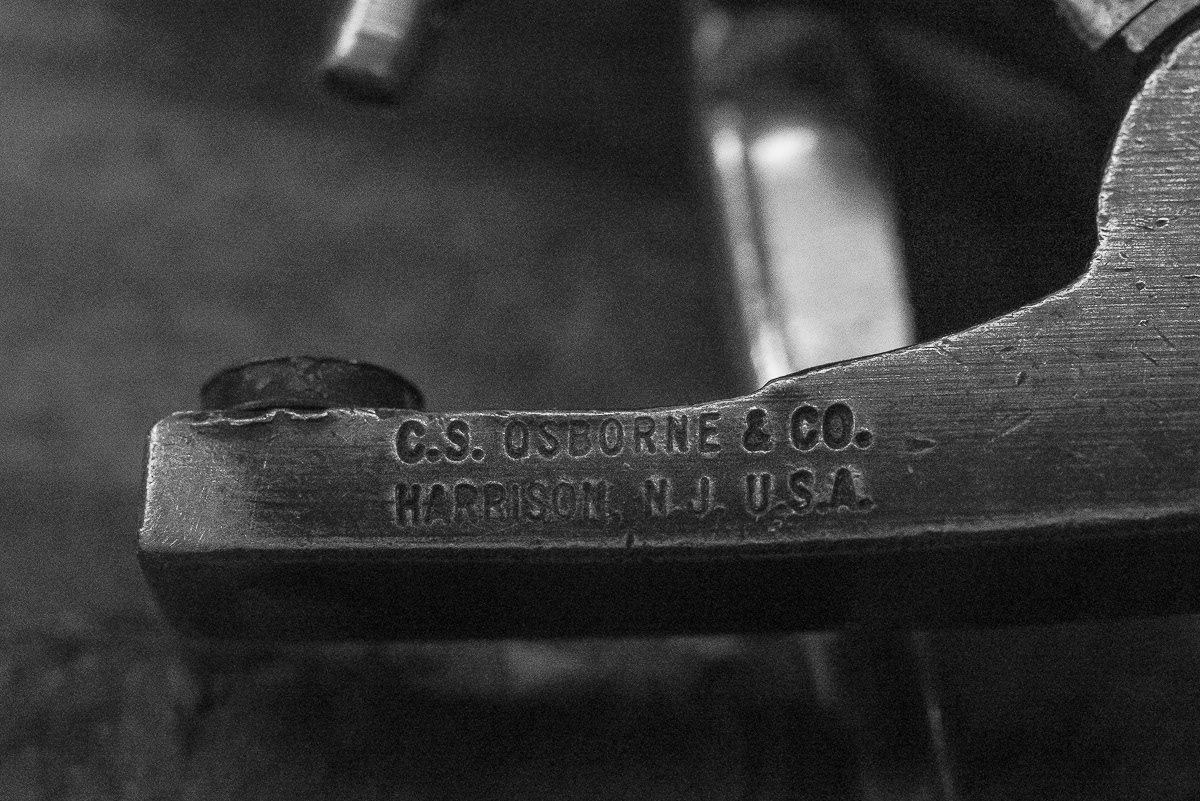 C.S. OSBORNE & CO.
HARRISON, N.J. U.S.A.